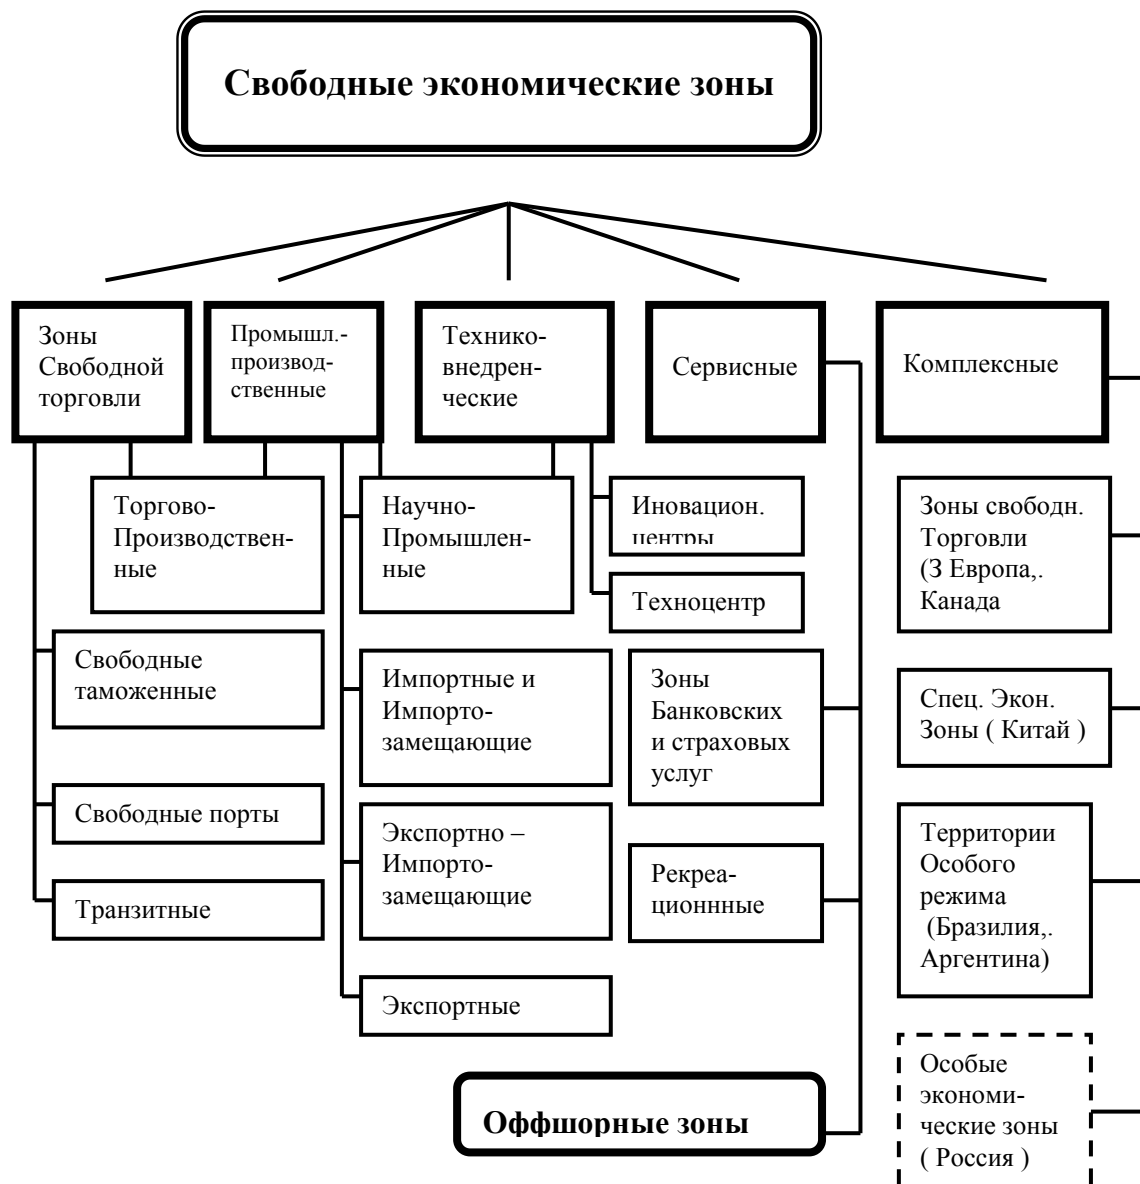 Свободные экономические зоны
Зоны
Свободной
торговли
Промышл.-
производ-
ственные
Технико-
внедрен-
ческие
Сервисные
Комплексные
Торгово-
Производствен-
ные
Научно-
Промышлен-
ные
Иновацион.
центры
Техноцентр
Зоны свободн.
Торговли
(З Европа,.
Канада
Свободные
таможенные
Импортные и
Импорто-
замещающие
Зоны
Банковских
и страховых
услуг
Спец. Экон.
Зоны ( Китай )
Свободные порты
Экспортно –
Импорто-
замещающие
Рекреа-
ционнные
Территории
Особого
режима
(Бразилия,.
Аргентина)
Транзитные
Экспортные
Оффшорные зоны
Особые
экономи-
ческие зоны
( Россия )